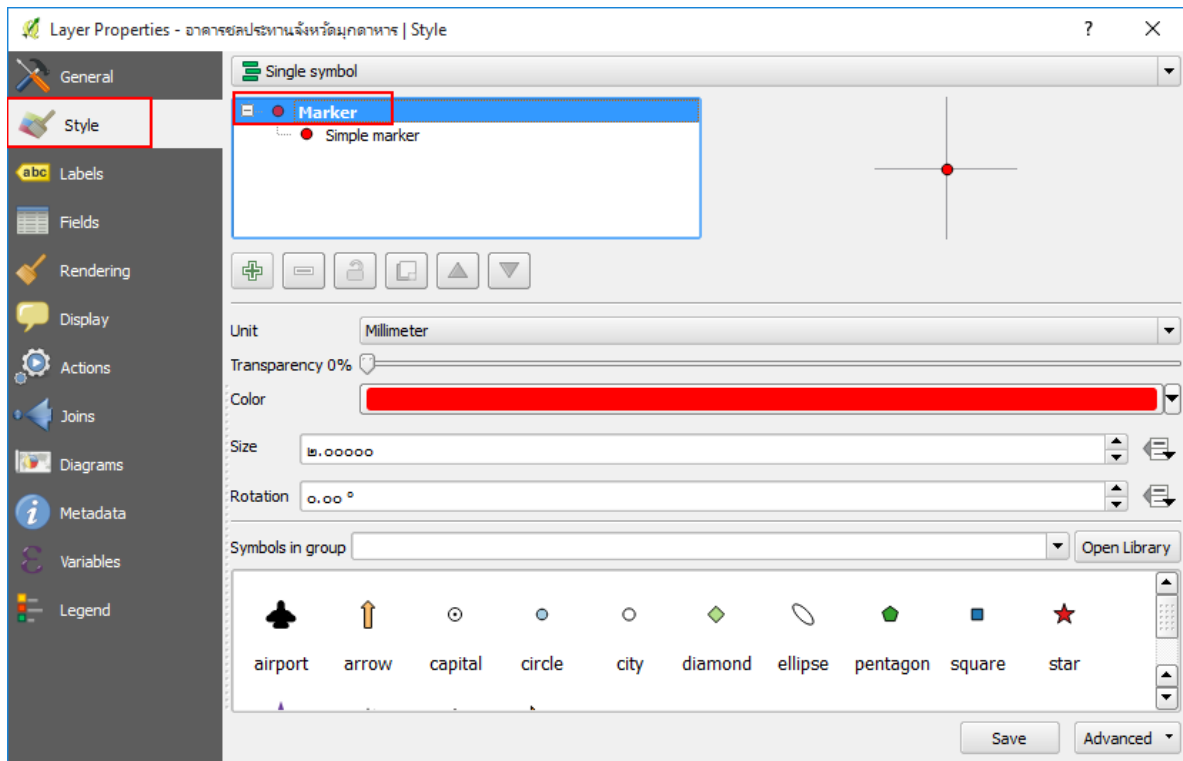 Layer Properties - อาคารชลประทานจังหวัดมุกดาหาร | Style
General
Style
abc Labels
Fields
Rendering
Display
Actions
Joins
Diagrams
Metadata
Variables
Legend
Single symbol
Marker
Simple marker
Unit Millimeter
Transparency 0%
Color
Size ๒.๐๐๐๐๐
Rotation ๐.๐๐ °
Symbols in group Open Library
airport arrow capital circle city diamond ellipse pentagon square star
Save Advanced